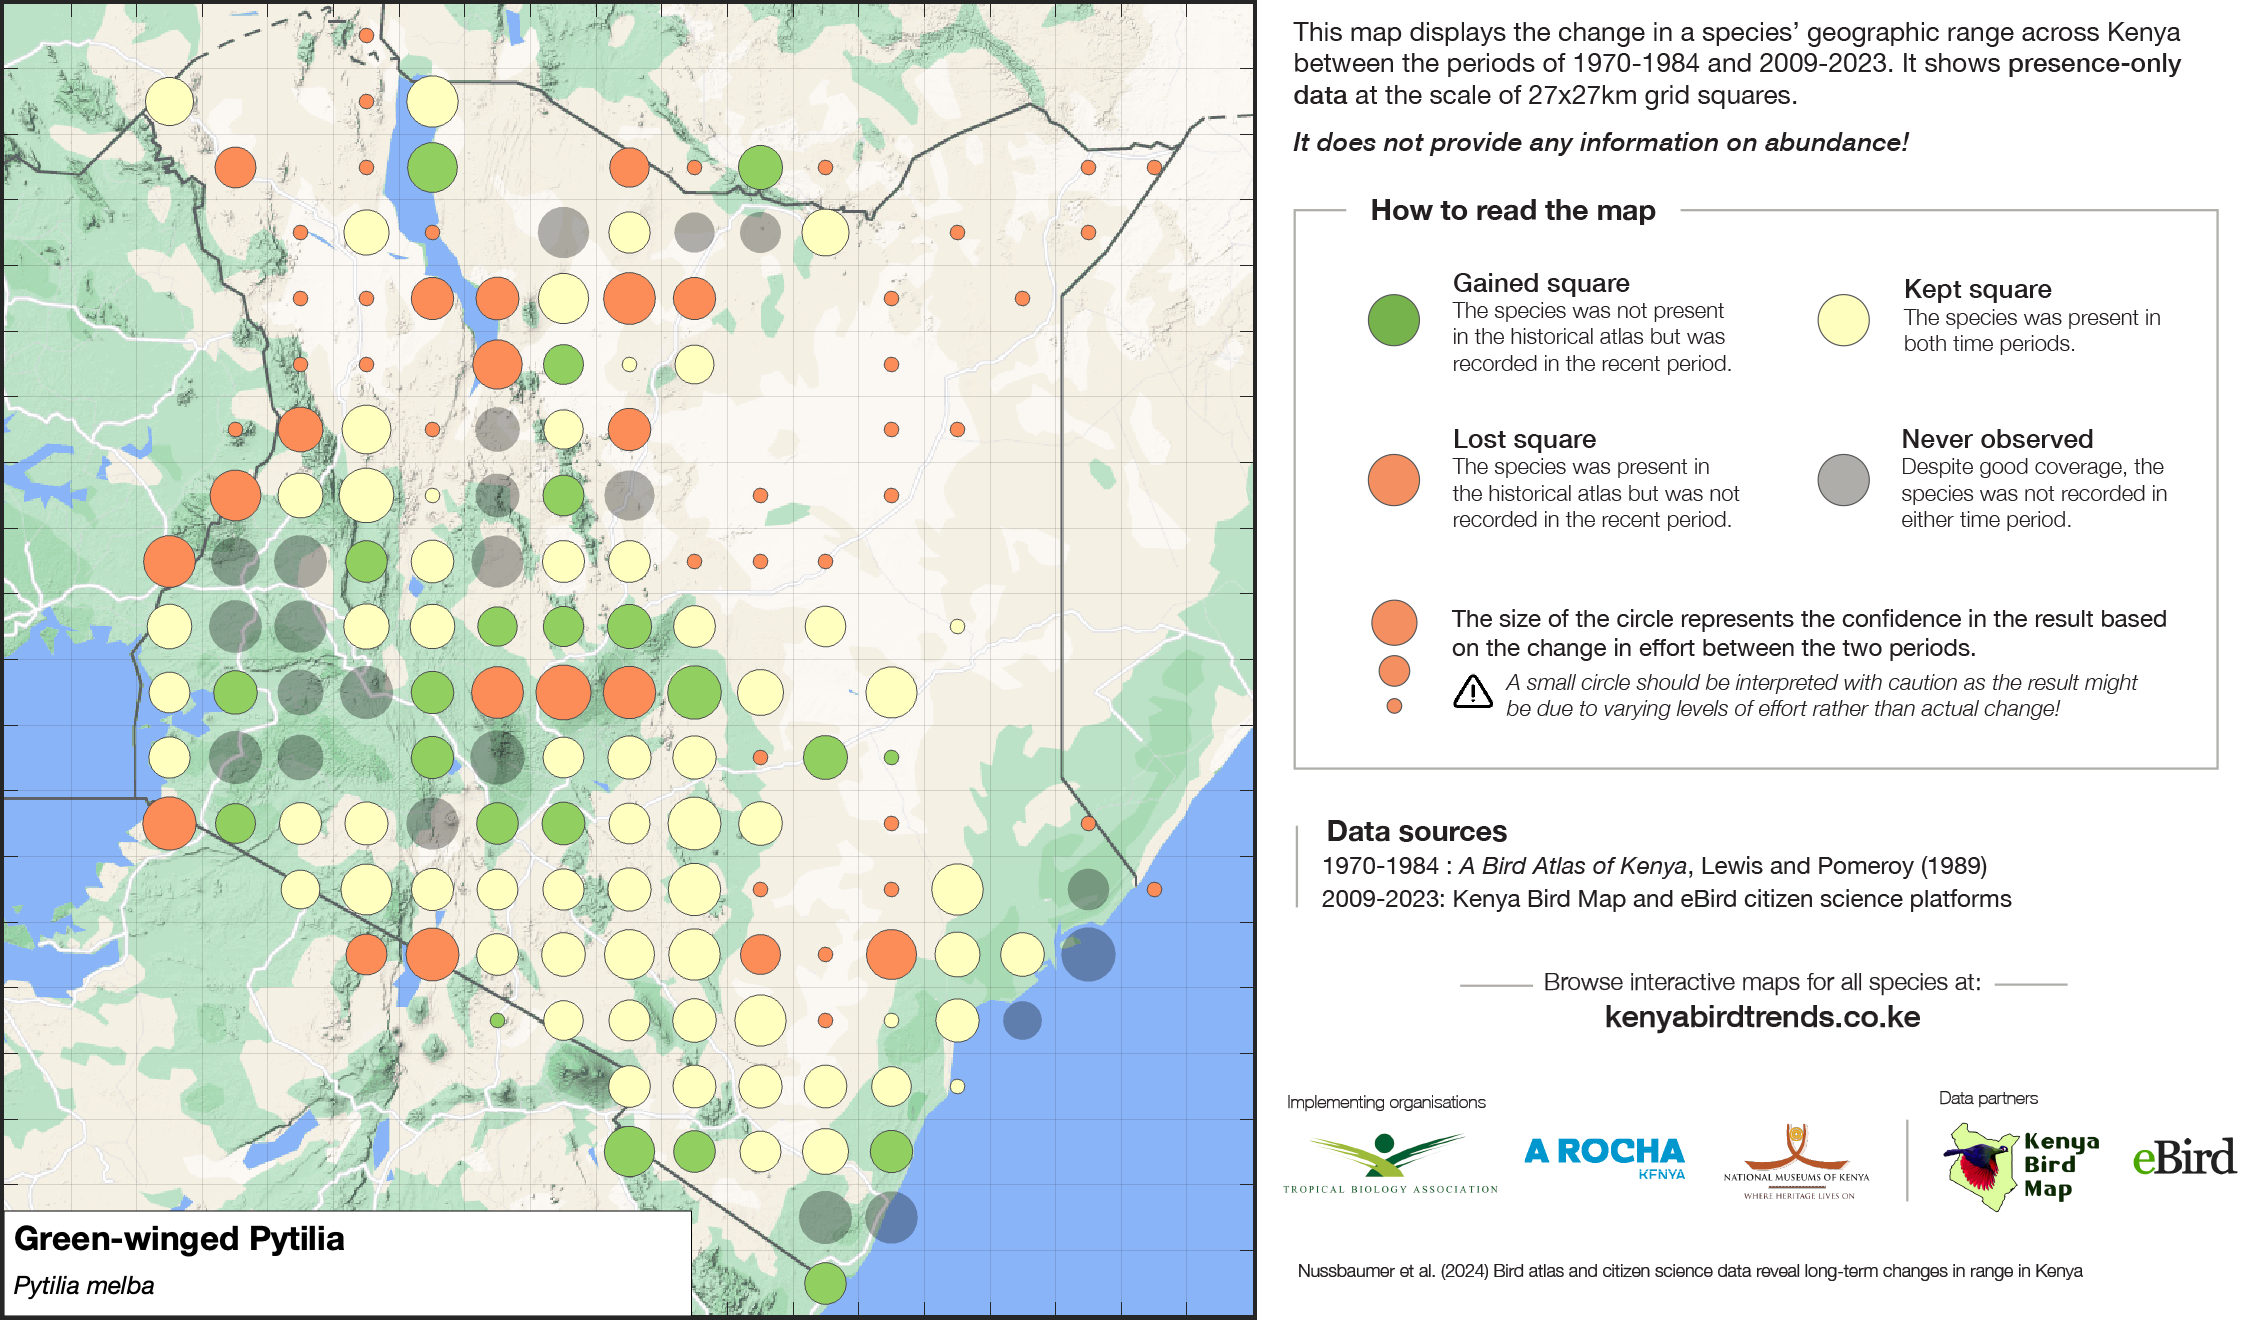 This map displays the change in a species’ geographic range across Kenya
between the periods of 1970-1984 and 2009-2023. It shows presence-only
data at the scale of 27x27km grid squares.
It does not provide any information on abundance!
How to read the map
Gained square
The species was not present
in the historical atlas but was
recorded in the recent period.
Kept square
The species was present in
both time periods.
Lost square
The species was present in
the historical atlas but was not
recorded in the recent period.
Never observed
Despite good coverage, the
species was not recorded in
either time period.
The size of the circle represents the confidence in the result based
on the change in effort between the two periods.
A small circle should be interpreted with caution as the result might
be due to varying levels of effort rather than actual change!
Data sources
1970-1984 : A Bird Atlas of Kenya, Lewis and Pomeroy (1989)
2009-2023: Kenya Bird Map and eBird citizen science platforms
Browse interactive maps for all species at:
kenyabirdtrends.co.ke
Implementing organisations
Data partners
TROPICAL BIOLOGY ASSOCIATION
A ROCHA
KENYA
NATIONAL MUSEUMS OF KENYA
WHERE HERITAGE LIVES ON
Kenya
Bird
Map
eBird
Green-winged Pytilia
Pytilia melba
Nussbaumer et al. (2024) Bird atlas and citizen science data reveal long-term changes in range in Kenya